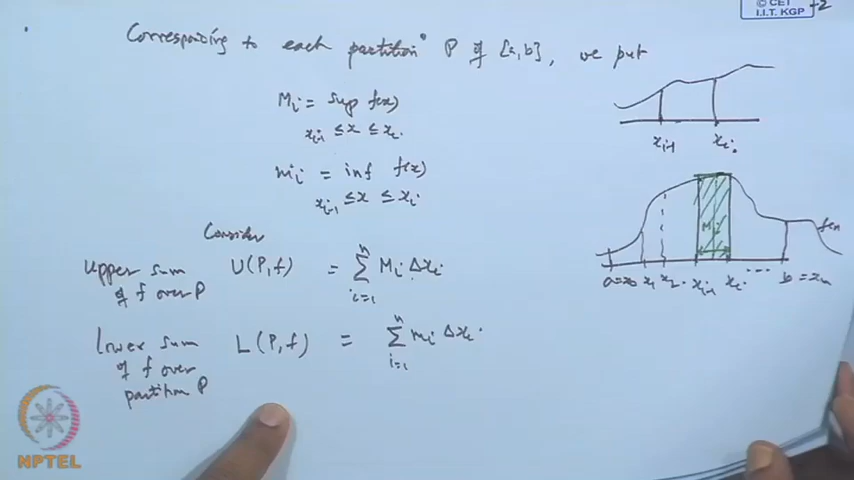 © CET
I.I.T. KGP
Corresponding to each partition P of [a,b], we put
Mi = sup f(x)
xi-1 ≤ x ≤ xi
mi = inf f(x)
xi-1 ≤ x ≤ xi
xi-1 xi
Consider
Upper sum of f over P U(P,f) = n Σ i=1 Mi Δxi
Lower sum of f over partition P L(P,f) = n Σ i=1 mi Δxi
Mi
f(x)
a=x0 x1 x2 xi-1 xi ... b=xn
NPTEL